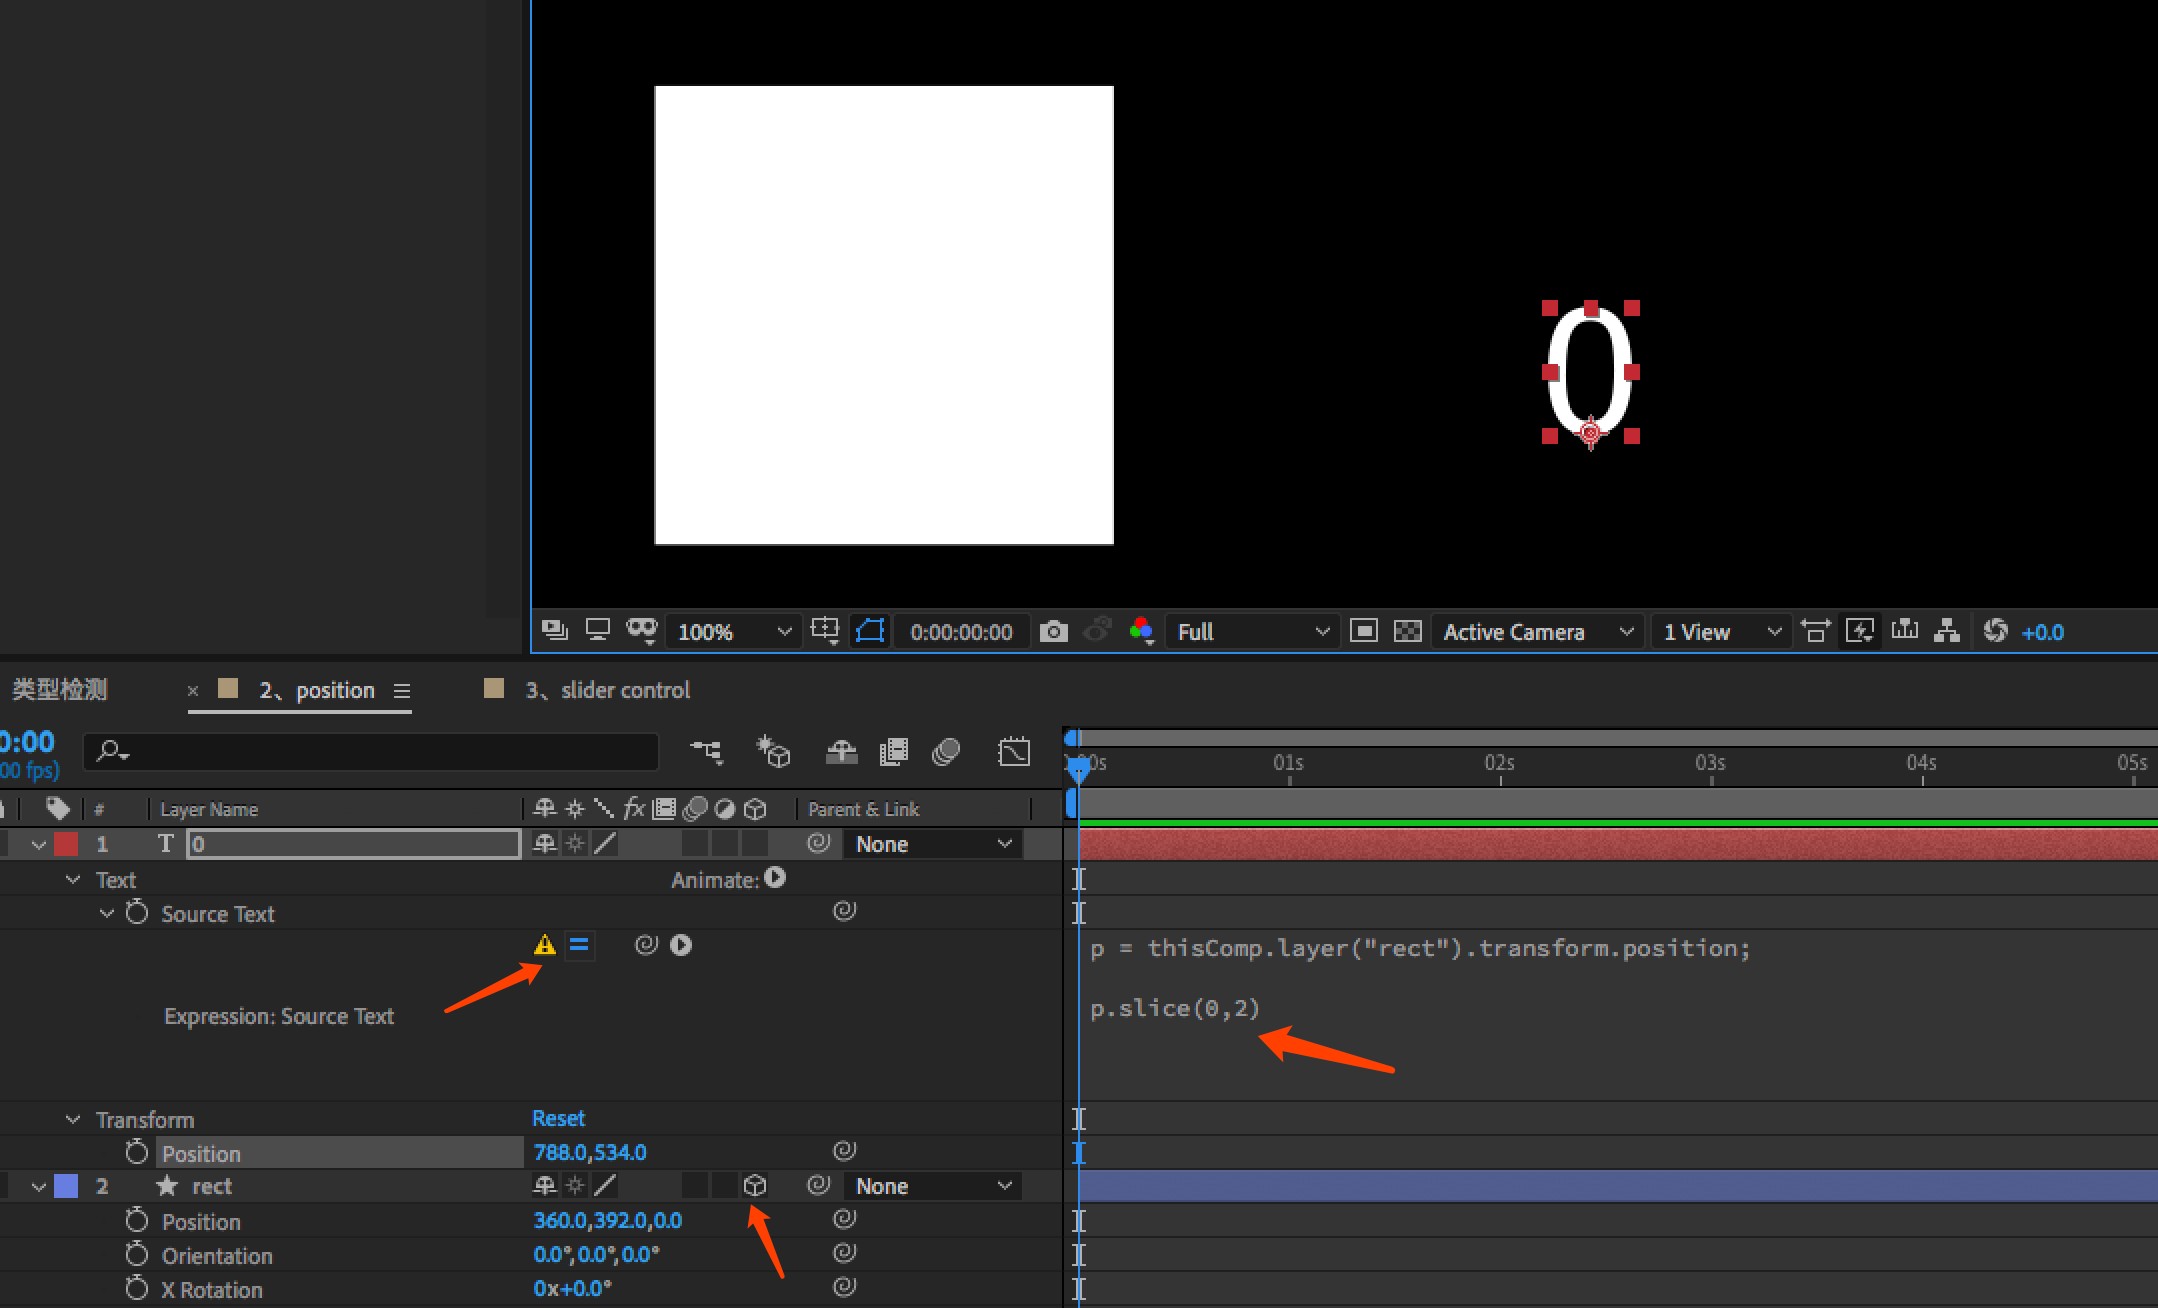 0
100%
0:00:00:00
Full
Active Camera
1 View
+0.0
类型检测
× 2、position
3、slider control
0:00
00 fps)
0s 01s 02s 03s 04s 05s
# Layer Name fx Parent & Link
1 T 0 None
Text Animate:
Source Text
p = thisComp.layer("rect").transform.position;
p.slice(0,2)
Expression: Source Text
Transform Reset
Position 788.0,534.0
2 rect None
Position 360.0,392.0,0.0
Orientation 0.0°,0.0°,0.0°
X Rotation 0x+0.0°